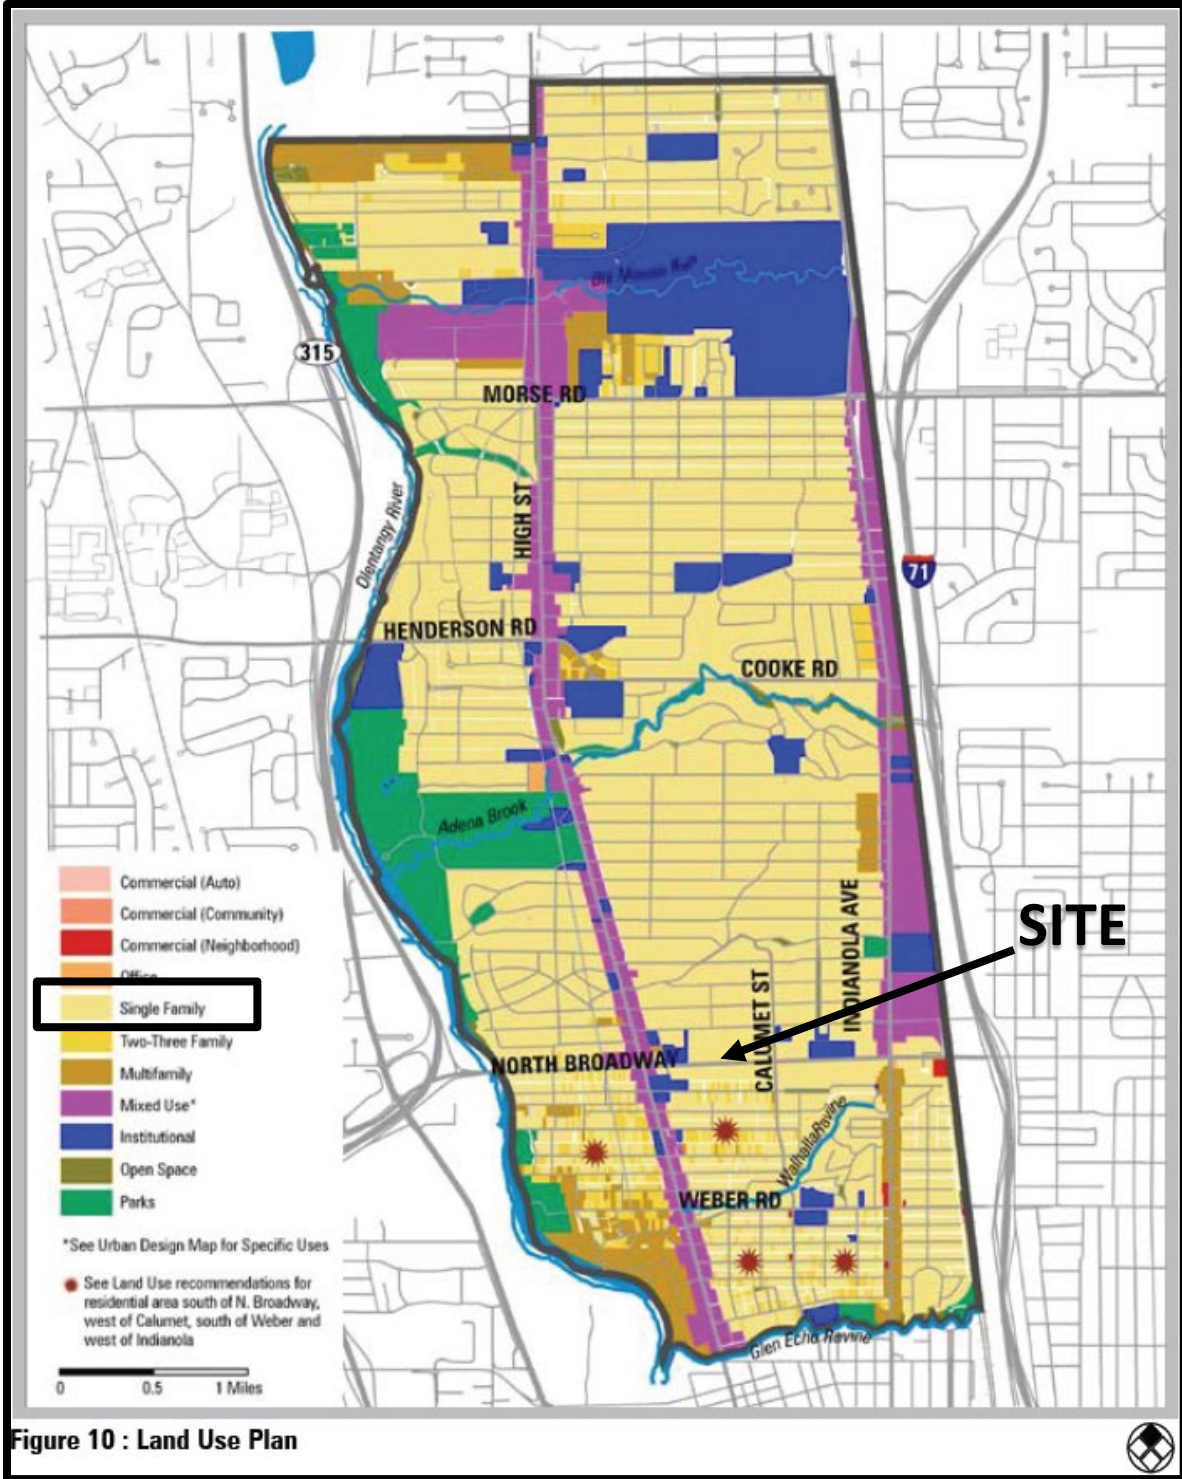 Big Monroe Run
315
MORSE RD
HIGH ST
Olentangy River
71
HENDERSON RD
COOKE RD
Adena Brook
Commercial (Auto)
Commercial (Community)
Commercial (Neighborhood)
Office
Single Family
Two-Three Family
Multifamily
Mixed Use*
Institutional
Open Space
Parks
INDIANOLA AVE
SITE
CALUMET ST
NORTH BROADWAY
Walhalla Ravine
WEBER RD
*See Urban Design Map for Specific Uses
See Land Use recommendations for
residential area south of N. Broadway,
west of Calumet, south of Weber and
west of Indianola
Glen Echo Ravine
0 0.5 1 Miles
Figure 10 : Land Use Plan